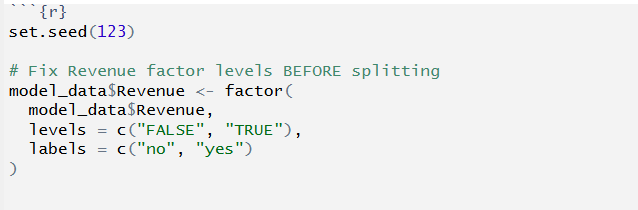 ```{r}
set.seed(123)
# Fix Revenue factor levels BEFORE splitting
model_data$Revenue <- factor(
  model_data$Revenue,
  levels = c("FALSE", "TRUE"),
  labels = c("no", "yes")
)